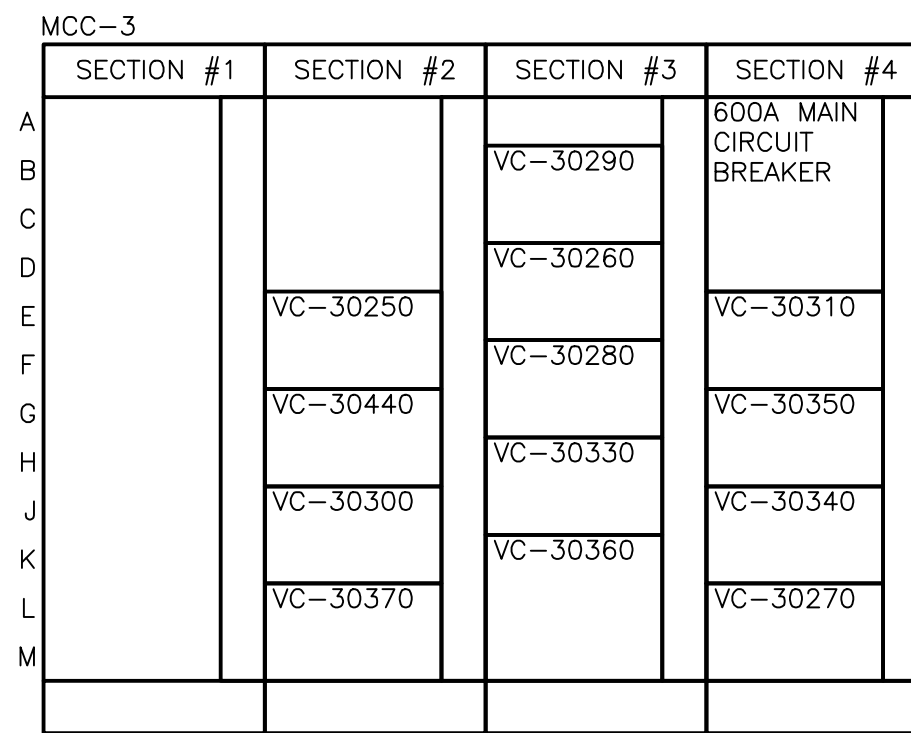 MCC-3
SECTION #1 SECTION #2 SECTION #3 SECTION #4
A
600A MAIN
CIRCUIT
BREAKER
B
VC-30290
C
D
VC-30260
E
VC-30250
VC-30310
F
VC-30280
G
VC-30440
VC-30350
H
VC-30330
J
VC-30300
VC-30340
K
VC-30360
L
VC-30370
VC-30270
M